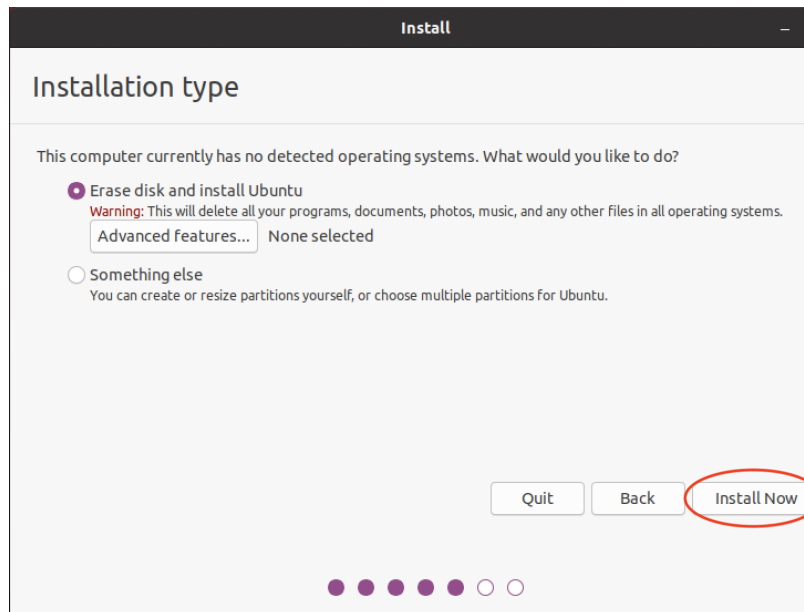 Install
Installation type
This computer currently has no detected operating systems. What would you like to do?
Erase disk and install Ubuntu
Warning: This will delete all your programs, documents, photos, music, and any other files in all operating systems.
Advanced features... None selected
Something else
You can create or resize partitions yourself, or choose multiple partitions for Ubuntu.
Quit Back Install Now